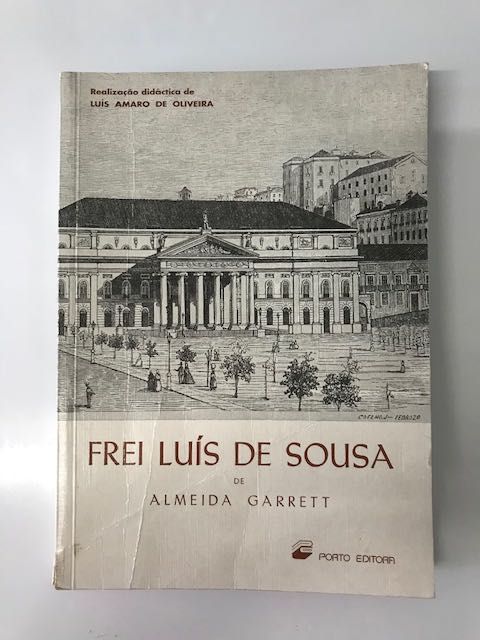 Realização didáctica de
LUÍS AMARO DE OLIVEIRA
FREI LUÍS DE SOUSA
DE
ALMEIDA GARRETT
PORTO EDITORA